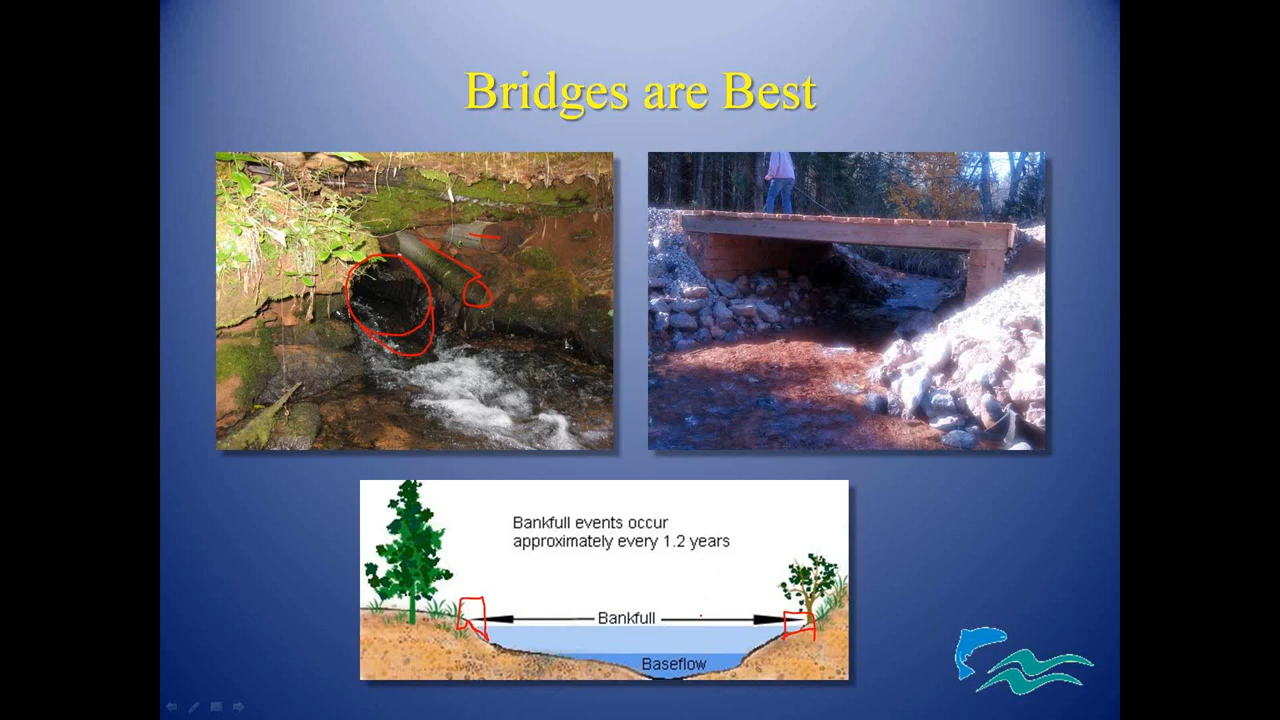 Bridges are Best
Bankfull events occur
approximately every 1.2 years
Bankfull
Baseflow